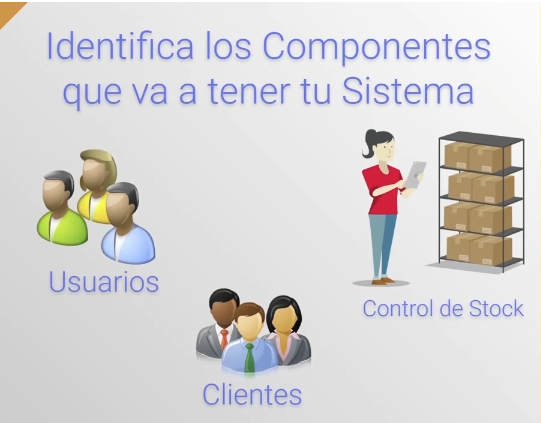 Identifica los Componentes
que va a tener tu Sistema
Usuarios
Control de Stock
Clientes